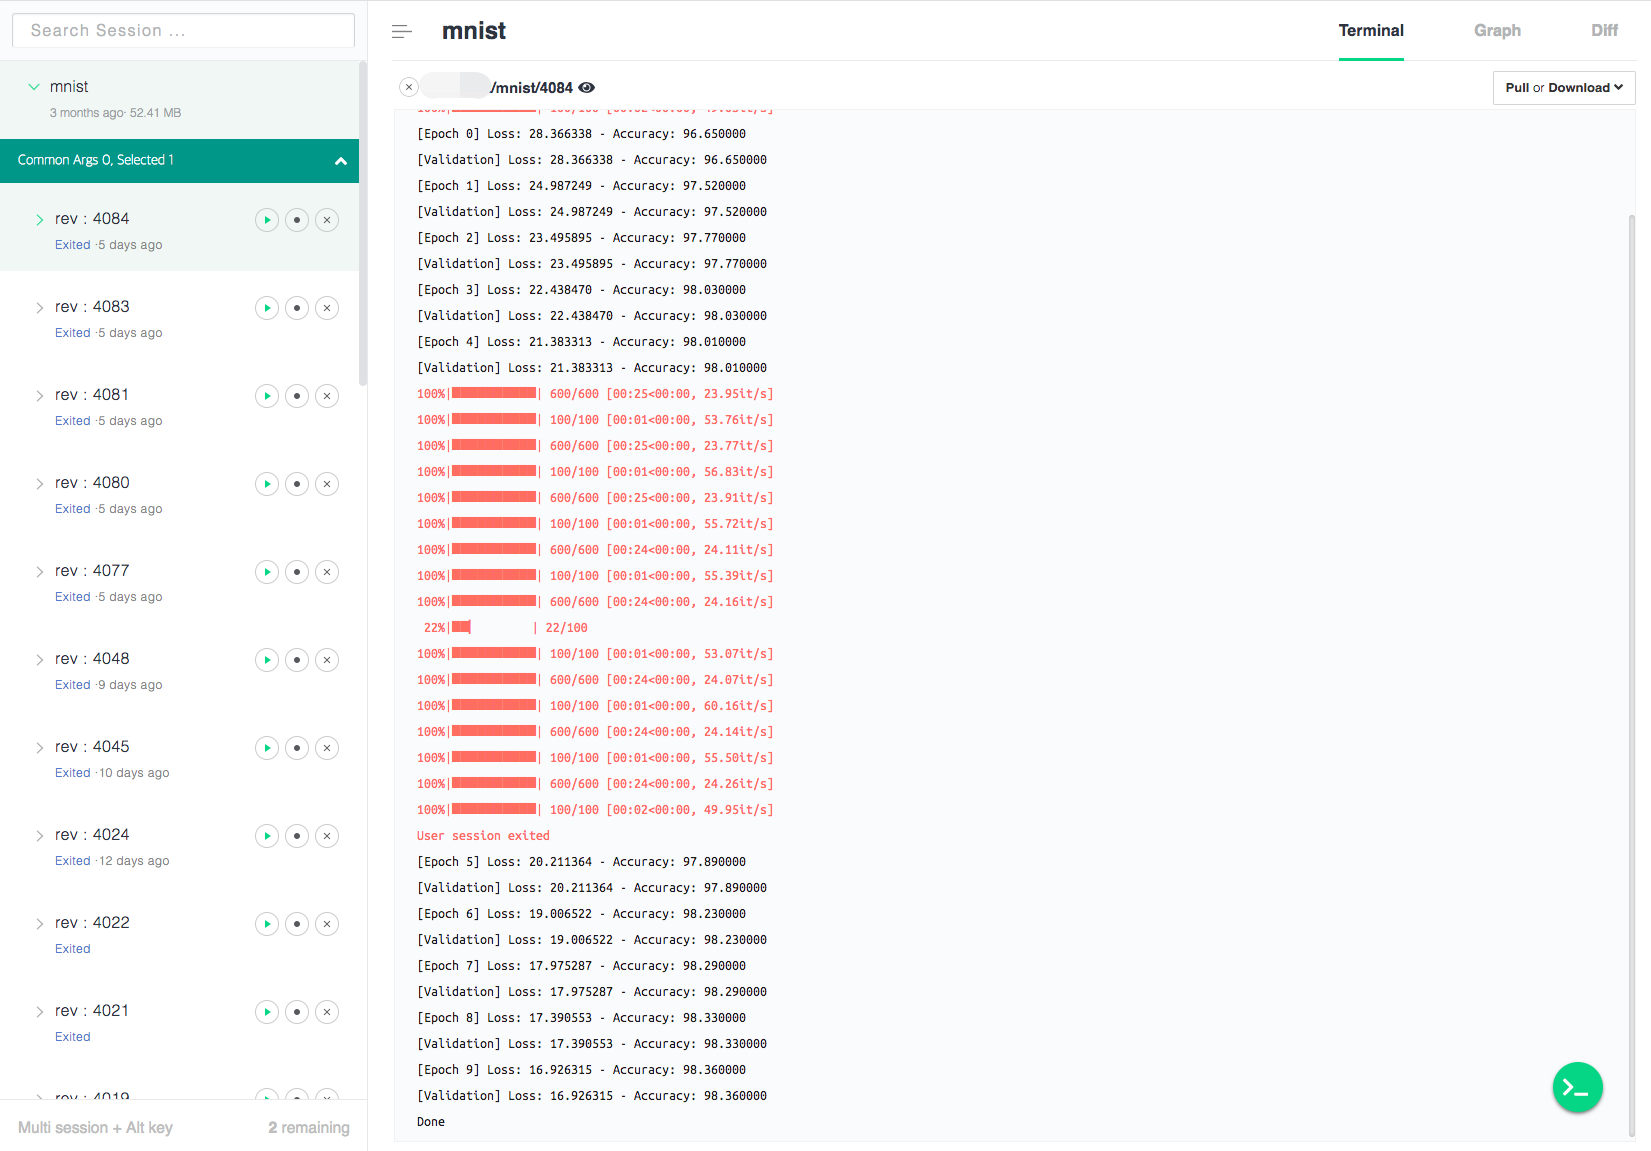 Search Session ...
mnist
3 months ago· 52.41 MB
Common Args 0, Selected 1
rev : 4084
Exited ·5 days ago
rev : 4083
Exited ·5 days ago
rev : 4081
Exited ·5 days ago
rev : 4080
Exited ·5 days ago
rev : 4077
Exited ·5 days ago
rev : 4048
Exited ·9 days ago
rev : 4045
Exited ·10 days ago
rev : 4024
Exited ·12 days ago
rev : 4022
Exited
rev : 4021
Exited
rev : 4019
Multi session + Alt key
2 remaining
mnist
Terminal
Graph
Diff
/mnist/4084
Pull or Download
[Epoch 0] Loss: 28.366338 - Accuracy: 96.650000
[Validation] Loss: 28.366338 - Accuracy: 96.650000
[Epoch 1] Loss: 24.987249 - Accuracy: 97.520000
[Validation] Loss: 24.987249 - Accuracy: 97.520000
[Epoch 2] Loss: 23.495895 - Accuracy: 97.770000
[Validation] Loss: 23.495895 - Accuracy: 97.770000
[Epoch 3] Loss: 22.438470 - Accuracy: 98.030000
[Validation] Loss: 22.438470 - Accuracy: 98.030000
[Epoch 4] Loss: 21.383313 - Accuracy: 98.010000
[Validation] Loss: 21.383313 - Accuracy: 98.010000
100%|██████████| 600/600 [00:25<00:00, 23.95it/s]
100%|██████████| 100/100 [00:01<00:00, 53.76it/s]
100%|██████████| 600/600 [00:25<00:00, 23.77it/s]
100%|██████████| 100/100 [00:01<00:00, 56.83it/s]
100%|██████████| 600/600 [00:25<00:00, 23.91it/s]
100%|██████████| 100/100 [00:01<00:00, 55.72it/s]
100%|██████████| 600/600 [00:24<00:00, 24.11it/s]
100%|██████████| 100/100 [00:01<00:00, 55.39it/s]
100%|██████████| 600/600 [00:24<00:00, 24.16it/s]
22%|██▏       | 22/100
100%|██████████| 100/100 [00:01<00:00, 53.07it/s]
100%|██████████| 600/600 [00:24<00:00, 24.07it/s]
100%|██████████| 100/100 [00:01<00:00, 60.16it/s]
100%|██████████| 600/600 [00:24<00:00, 24.14it/s]
100%|██████████| 100/100 [00:01<00:00, 55.50it/s]
100%|██████████| 600/600 [00:24<00:00, 24.26it/s]
100%|██████████| 100/100 [00:02<00:00, 49.95it/s]
User session exited
[Epoch 5] Loss: 20.211364 - Accuracy: 97.890000
[Validation] Loss: 20.211364 - Accuracy: 97.890000
[Epoch 6] Loss: 19.006522 - Accuracy: 98.230000
[Validation] Loss: 19.006522 - Accuracy: 98.230000
[Epoch 7] Loss: 17.975287 - Accuracy: 98.290000
[Validation] Loss: 17.975287 - Accuracy: 98.290000
[Epoch 8] Loss: 17.390553 - Accuracy: 98.330000
[Validation] Loss: 17.390553 - Accuracy: 98.330000
[Epoch 9] Loss: 16.926315 - Accuracy: 98.360000
[Validation] Loss: 16.926315 - Accuracy: 98.360000
Done